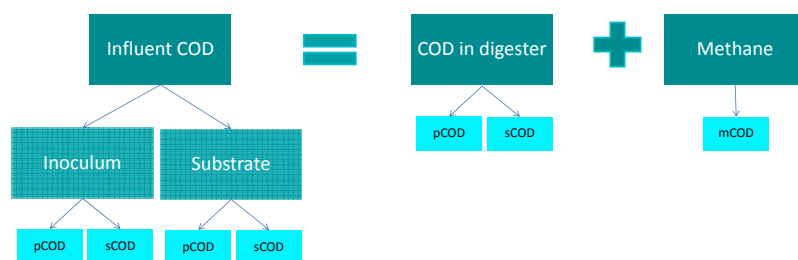 Influent COD
COD in digester
Methane
pCOD
sCOD
mCOD
Inoculum
Substrate
pCOD
sCOD
pCOD
sCOD